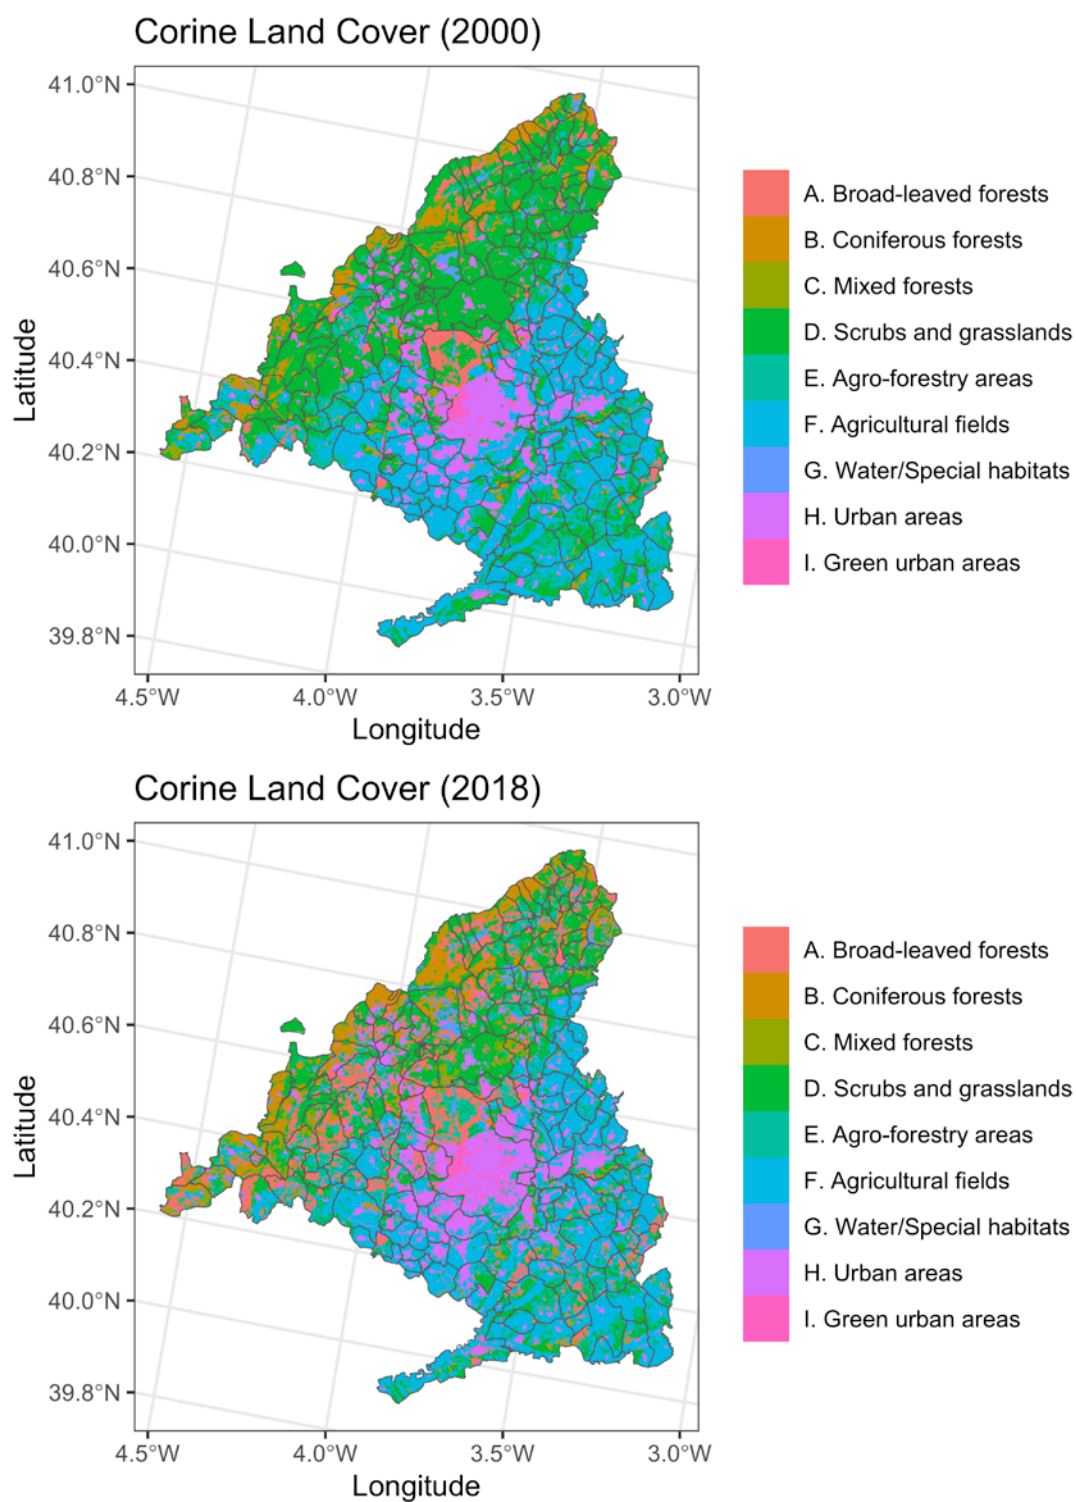 Corine Land Cover (2000)
41.0°N
40.8°N
40.6°N
40.4°N
40.2°N
40.0°N
39.8°N
Latitude
4.5°W 4.0°W 3.5°W 3.0°W
Longitude
A. Broad-leaved forests
B. Coniferous forests
C. Mixed forests
D. Scrubs and grasslands
E. Agro-forestry areas
F. Agricultural fields
G. Water/Special habitats
H. Urban areas
I. Green urban areas
Corine Land Cover (2018)
41.0°N
40.8°N
40.6°N
40.4°N
40.2°N
40.0°N
39.8°N
Latitude
4.5°W 4.0°W 3.5°W 3.0°W
Longitude
A. Broad-leaved forests
B. Coniferous forests
C. Mixed forests
D. Scrubs and grasslands
E. Agro-forestry areas
F. Agricultural fields
G. Water/Special habitats
H. Urban areas
I. Green urban areas